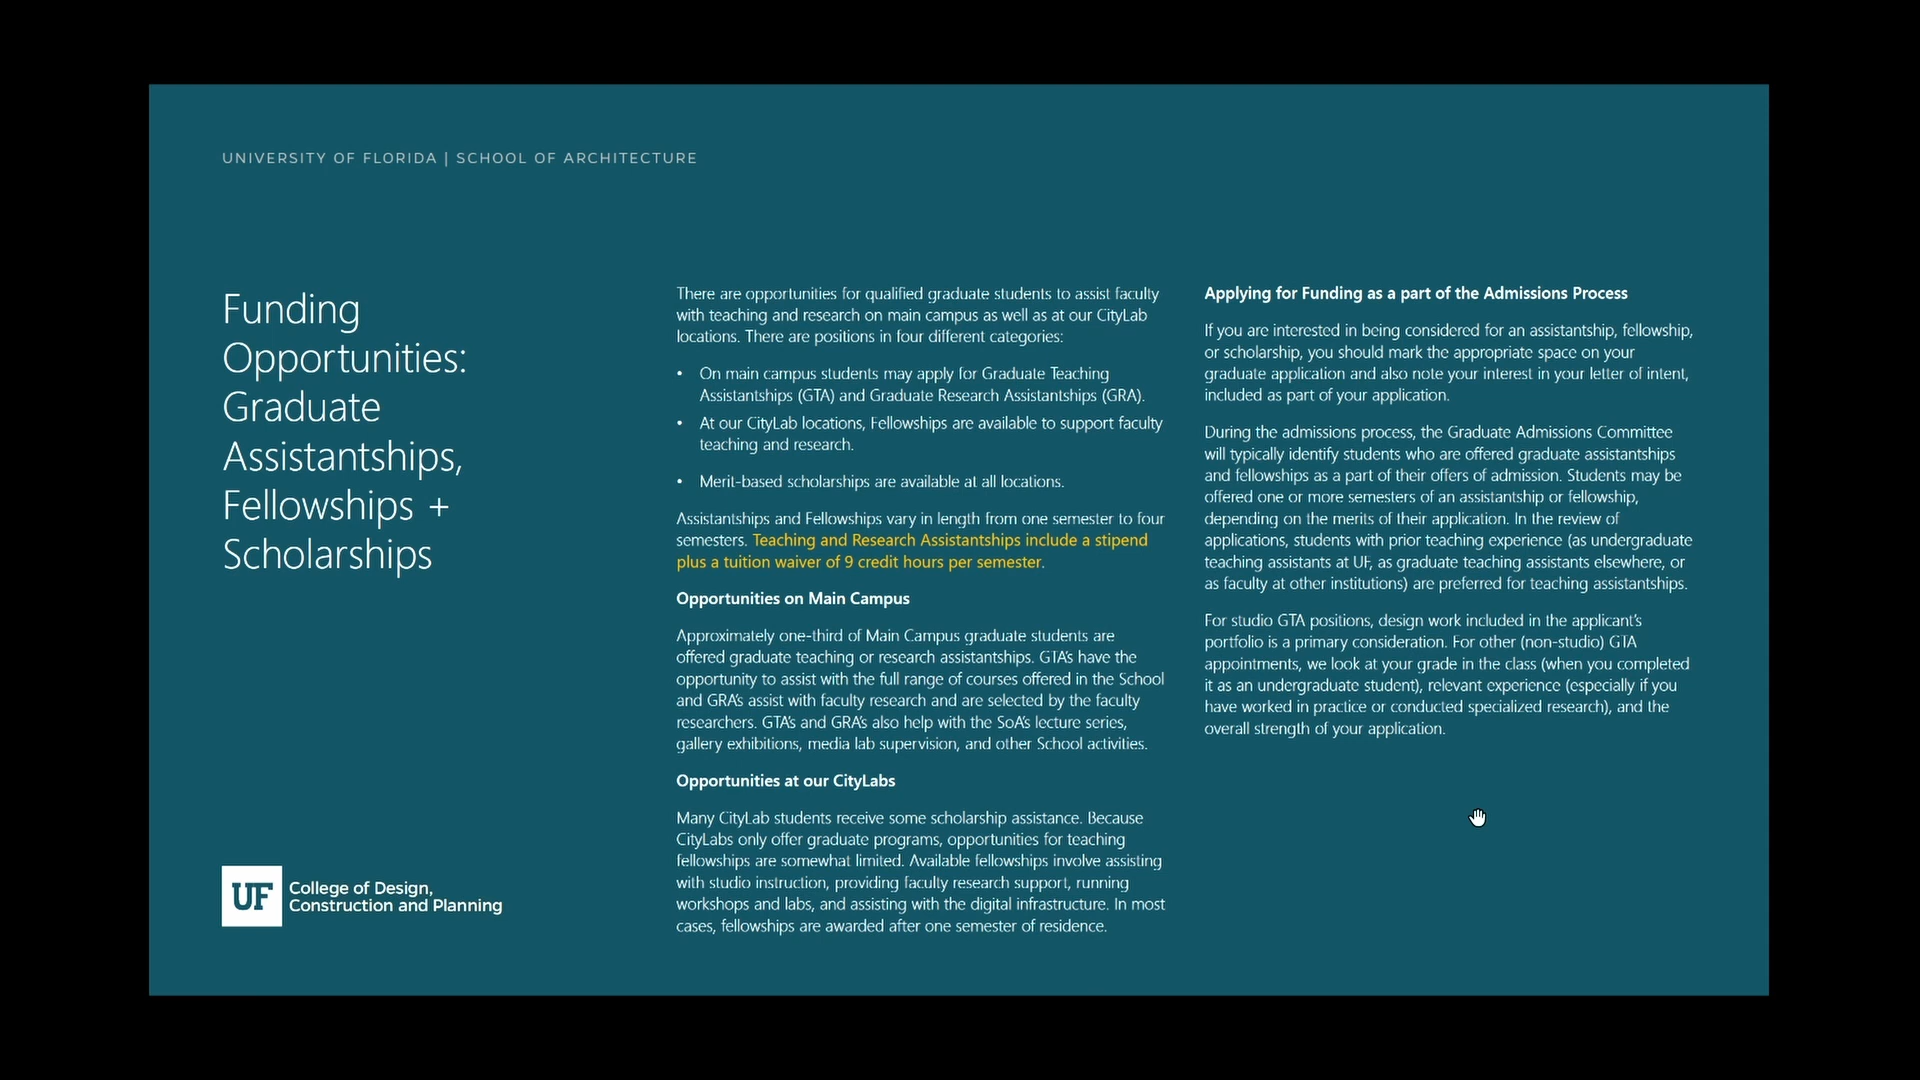 UNIVERSITY OF FLORIDA | SCHOOL OF ARCHITECTURE
Funding
Opportunities:
Graduate
Assistantships,
Fellowships +
Scholarships
There are opportunities for qualified graduate students to assist faculty
with teaching and research on main campus as well as at our CityLab
locations. There are positions in four different categories:
• On main campus students may apply for Graduate Teaching
Assistantships (GTA) and Graduate Research Assistantships (GRA).
• At our CityLab locations, Fellowships are available to support faculty
teaching and research.
• Merit-based scholarships are available at all locations.
Assistantships and Fellowships vary in length from one semester to four
semesters. Teaching and Research Assistantships include a stipend
plus a tuition waiver of 9 credit hours per semester.
Opportunities on Main Campus
Approximately one-third of Main Campus graduate students are
offered graduate teaching or research assistantships. GTA's have the
opportunity to assist with the full range of courses offered in the School
and GRA's assist with faculty research and are selected by the faculty
researchers. GTA's and GRA's also help with the SoA's lecture series,
gallery exhibitions, media lab supervision, and other School activities.
Opportunities at our CityLabs
Many CityLab students receive some scholarship assistance. Because
CityLabs only offer graduate programs, opportunities for teaching
fellowships are somewhat limited. Available fellowships involve assisting
with studio instruction, providing faculty research support, running
workshops and labs, and assisting with the digital infrastructure. In most
cases, fellowships are awarded after one semester of residence.
Applying for Funding as a part of the Admissions Process
If you are interested in being considered for an assistantship, fellowship,
or scholarship, you should mark the appropriate space on your
graduate application and also note your interest in your letter of intent,
included as part of your application.
During the admissions process, the Graduate Admissions Committee
will typically identify students who are offered graduate assistantships
and fellowships as a part of their offers of admission. Students may be
offered one or more semesters of an assistantship or fellowship,
depending on the merits of their application. In the review of
applications, students with prior teaching experience (as undergraduate
teaching assistants at UF, as graduate teaching assistants elsewhere, or
as faculty at other institutions) are preferred for teaching assistantships.
For studio GTA positions, design work included in the applicant's
portfolio is a primary consideration. For other (non-studio) GTA
appointments, we look at your grade in the class (when you completed
it as an undergraduate student), relevant experience (especially if you
have worked in practice or conducted specialized research), and the
overall strength of your application.
UF College of Design,
Construction and Planning